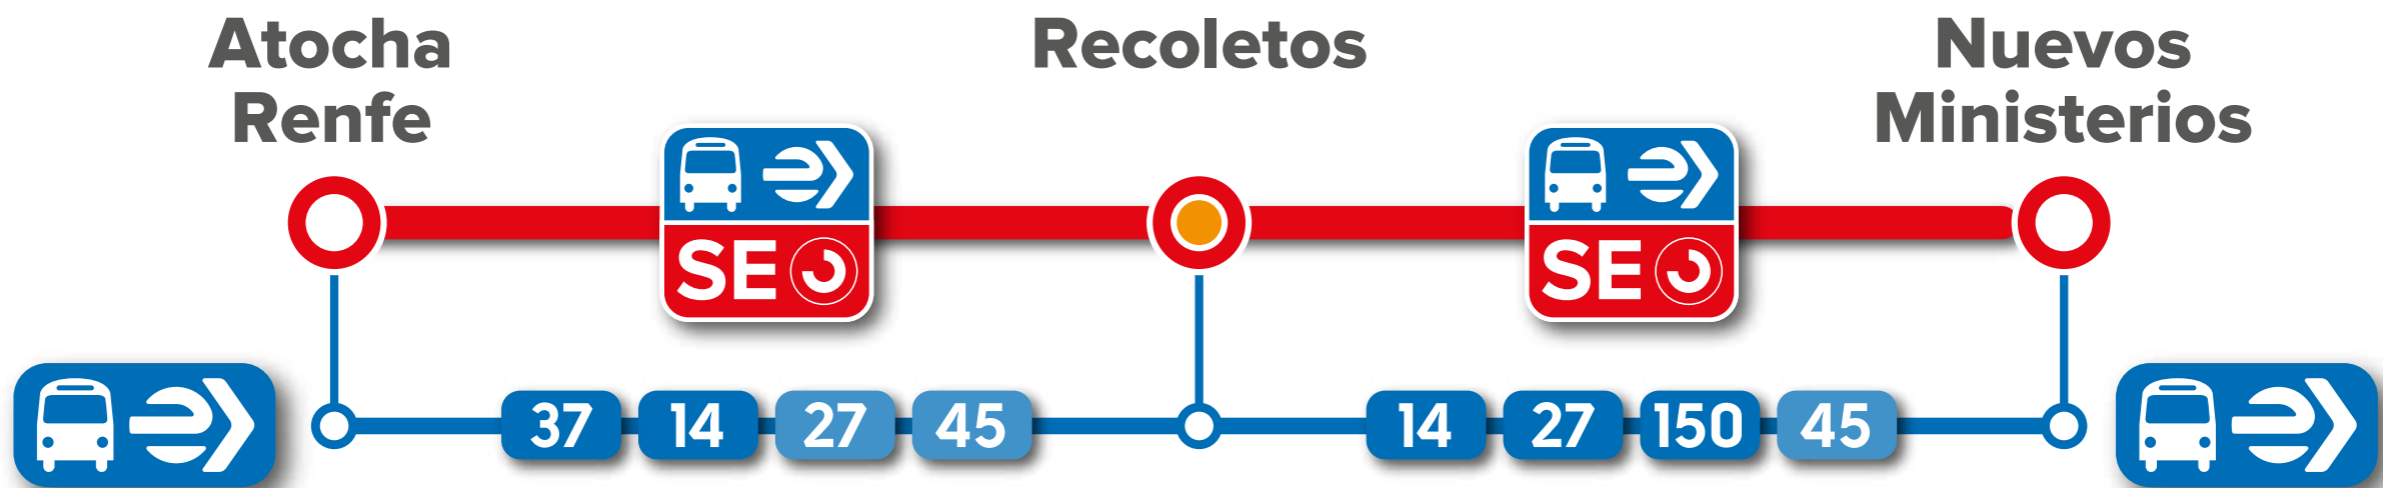 Atocha
Renfe
Recoletos
Nuevos
Ministerios
SE
SE
37 14 27 45
14 27 150 45